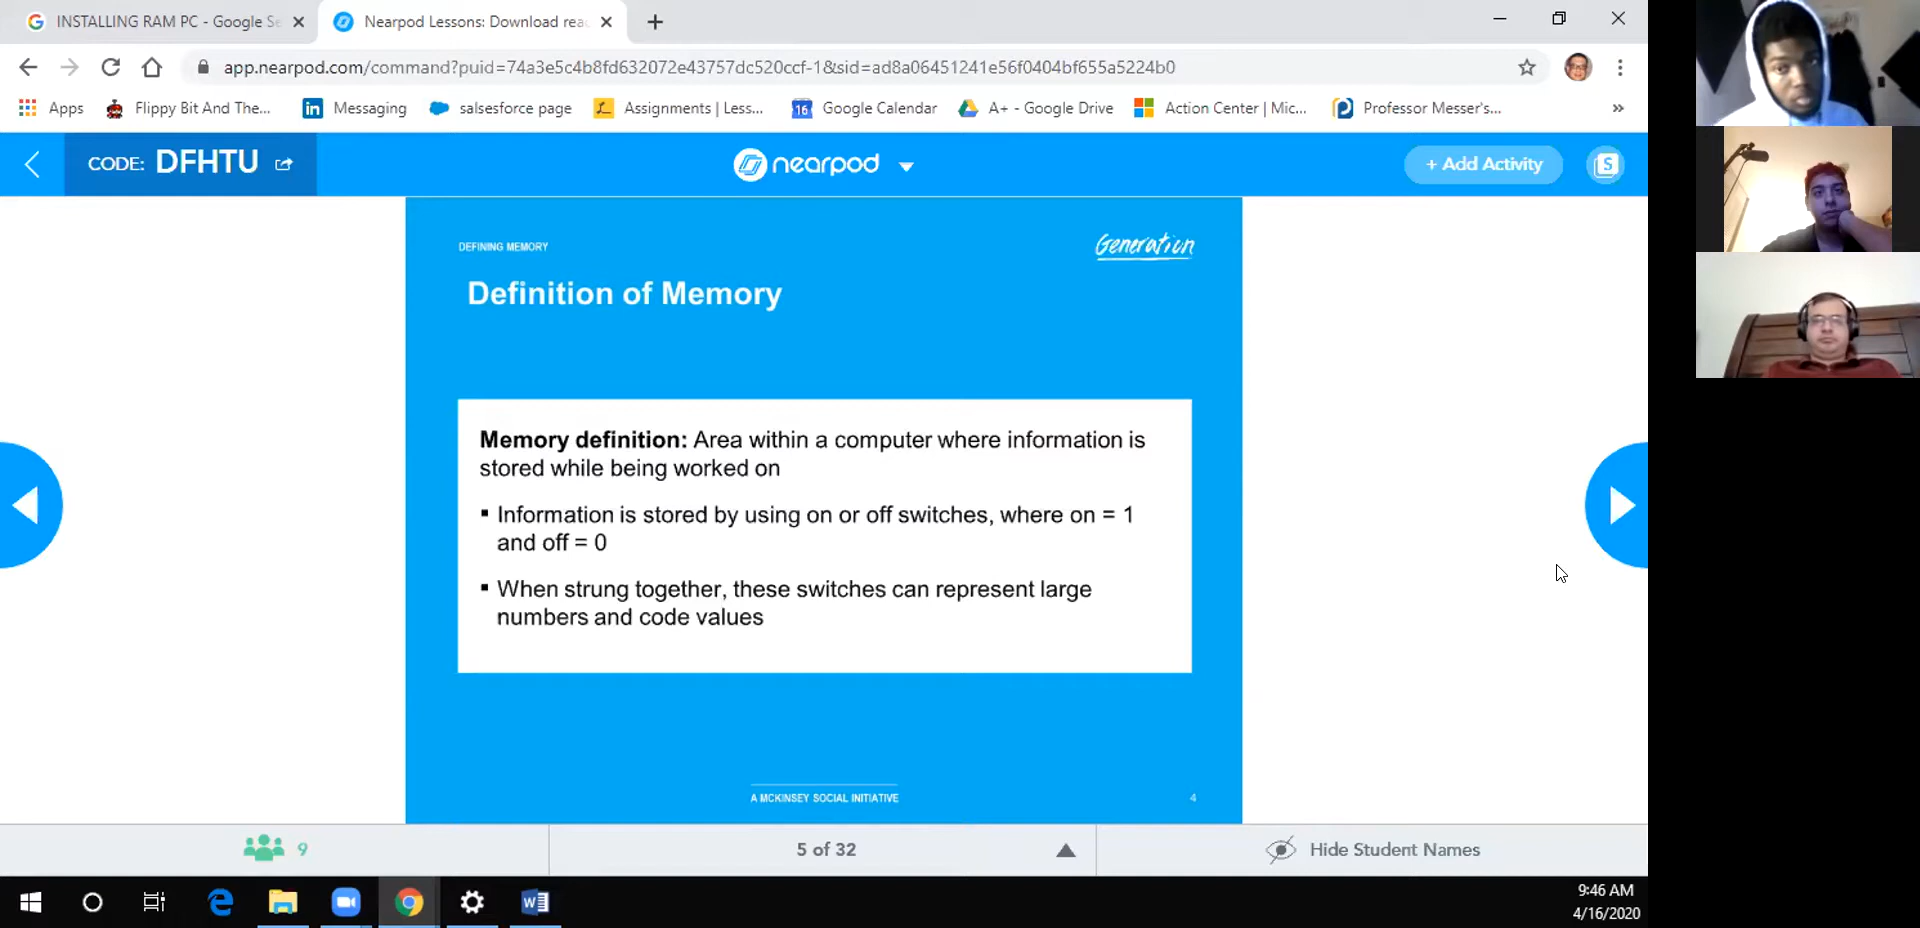 INSTALLING RAM PC - Google Se
Nearpod Lessons: Download rea
app.nearpod.com/command?puid=74a3e5c4b8fd632072e43757dc520ccf-1&sid=ad8a06451241e56f0404bf655a5224b0
Apps
Flippy Bit And The...
Messaging
salsesforce page
Assignments | Less...
16
Google Calendar
A+ - Google Drive
Action Center | Mic...
Professor Messer's...
»
CODE: DFHTU
nearpod
+ Add Activity
S
DEFINING MEMORY
Generation
Definition of Memory
Memory definition: Area within a computer where information is
stored while being worked on
▪ Information is stored by using on or off switches, where on = 1
and off = 0
▪ When strung together, these switches can represent large
numbers and code values
A MCKINSEY SOCIAL INITIATIVE
4
9
5 of 32
Hide Student Names
9:46 AM
4/16/2020